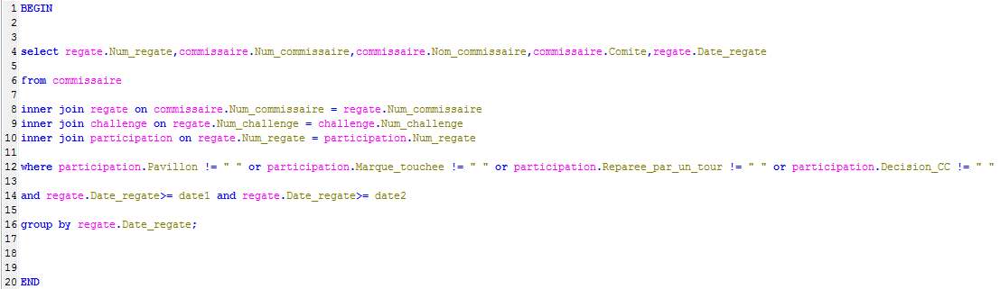 1 BEGIN
2
3
4 select regate.Num_regate,commissaire.Num_commissaire,commissaire.Nom_commissaire,commissaire.Comite,regate.Date_regate
5
6 from commissaire
7
8 inner join regate on commissaire.Num_commissaire = regate.Num_commissaire
9 inner join challenge on regate.Num_challenge = challenge.Num_challenge
10 inner join participation on regate.Num_regate = participation.Num_regate
11
12 where participation.Pavillon != " " or participation.Marque_touchee != " " or participation.Reparee_par_un_tour != " " or participation.Decision_CC != " "
13
14 and regate.Date_regate>= date1 and regate.Date_regate>= date2
15
16 group by regate.Date_regate;
17
18
19
20 END